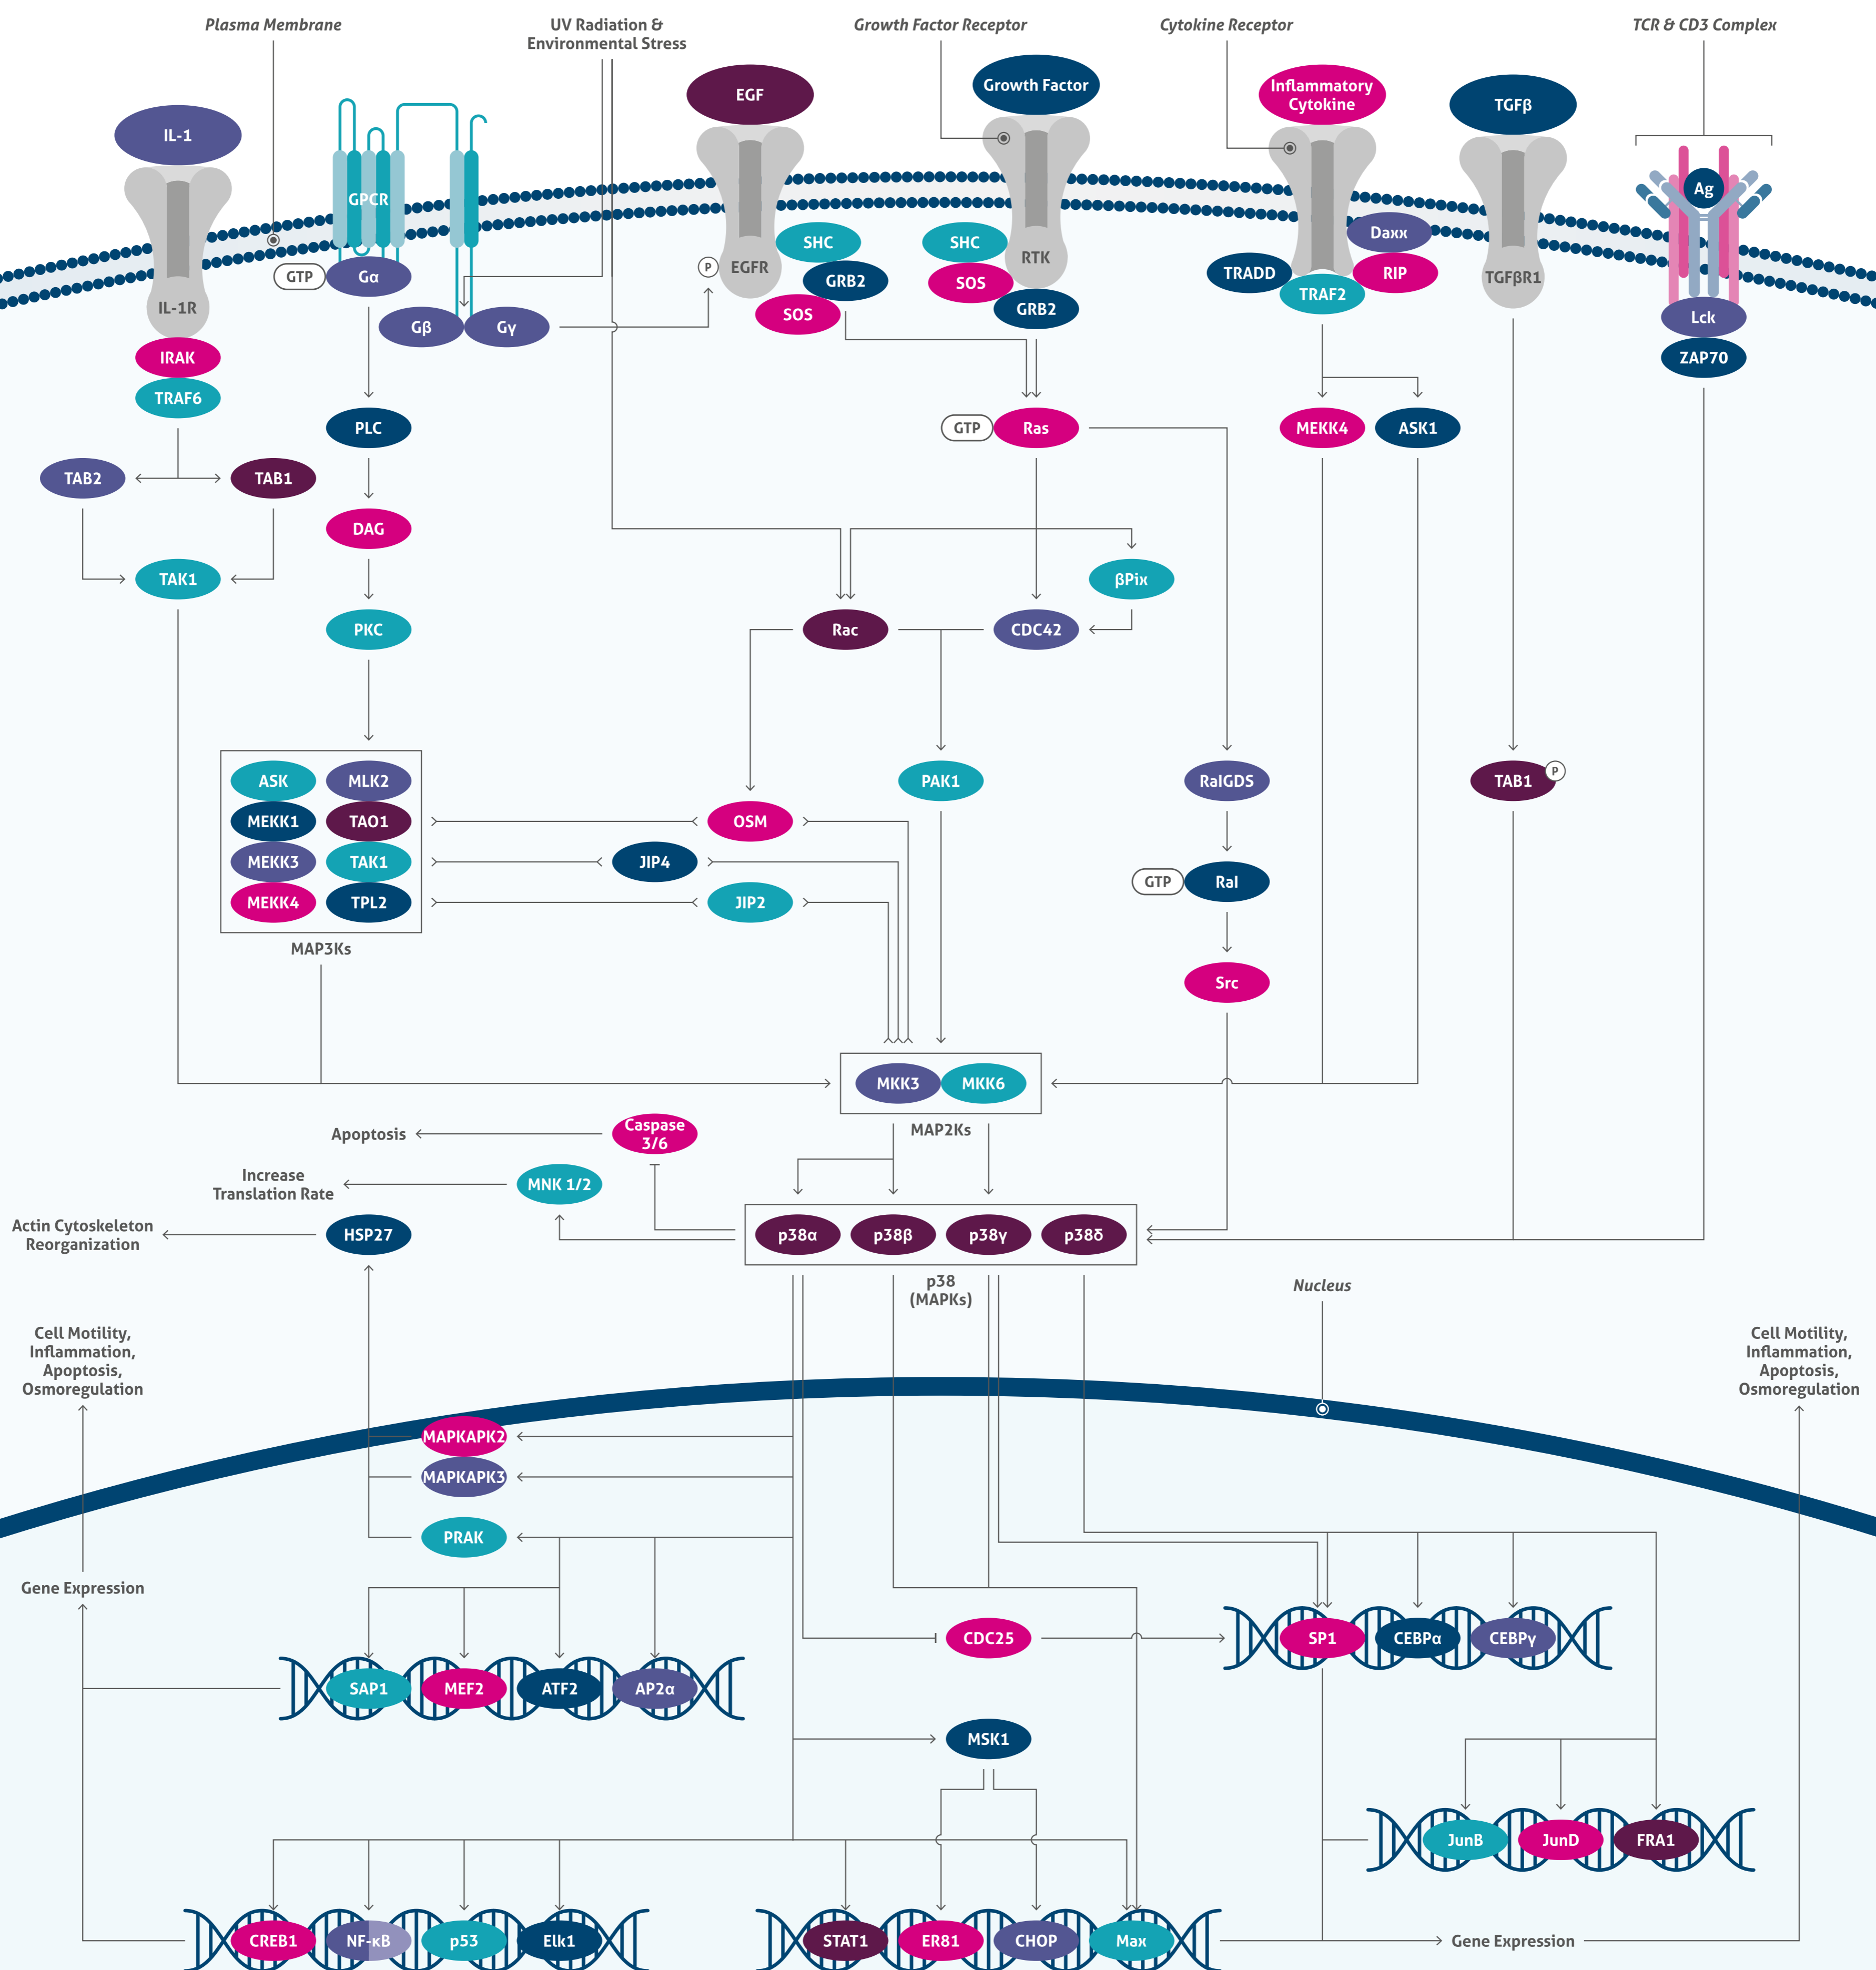 Plasma Membrane
UV Radiation &
Environmental Stress
Growth Factor Receptor
Cytokine Receptor
TCR & CD3 Complex
IL-1
GPCR
EGF
Growth Factor
Inflammatory
Cytokine
TGFβ
Ag
IL-1R
GTP
Gα
Gβ
Gγ
P
EGFR
SHC
GRB2
SOS
SHC
SOS
RTK
GRB2
TRADD
TRAF2
Daxx
RIP
TGFβR1
Lck
ZAP70
IRAK
TRAF6
PLC
GTP
Ras
MEKK4
ASK1
TAB2
TAB1
DAG
TAK1
βPix
PKC
Rac
CDC42
ASK
MLK2
MEKK1
TAO1
MEKK3
TAK1
MEKK4
TPL2
MAP3Ks
OSM
JIP4
JIP2
PAK1
RalGDS
TAB1
P
GTP
Ral
Src
MKK3
MKK6
MAP2Ks
Apoptosis
Caspase
3/6
Increase
Translation Rate
MNK 1/2
Actin Cytoskeleton
Reorganization
HSP27
p38α
p38β
p38γ
p38δ
p38
(MAPKs)
Nucleus
Cell Motility,
Inflammation,
Apoptosis,
Osmoregulation
Cell Motility,
Inflammation,
Apoptosis,
Osmoregulation
MAPKAPK2
MAPKAPK3
PRAK
Gene Expression
CDC25
SP1
CEBPα
CEBPγ
SAP1
MEF2
ATF2
AP2α
MSK1
JunB
JunD
FRA1
CREB1
NF-κB
p53
Elk1
STAT1
ER81
CHOP
Max
Gene Expression